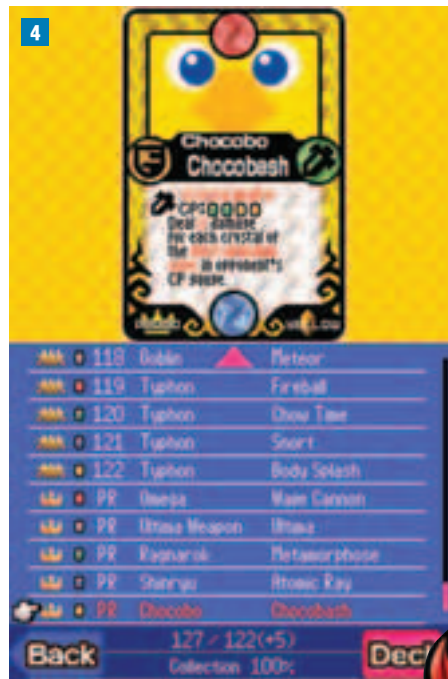 4
Chocobo
Chocobash
CP:
Deal damage
for each crystal of
the
in opponent's
CP gauge.
118 Goblin Meteor
119 Typhon Fireball
120 Typhon Chow Time
121 Typhon Snort
122 Typhon Body Splash
PR Omega Wave Cannon
PR Ultima Weapon Ultima
PR Ragnarok Metamorphose
PR Shinryu Atomic Ray
PR Chocobo Chocobash
Back
127/122(+5)
Collection 100%
Dec